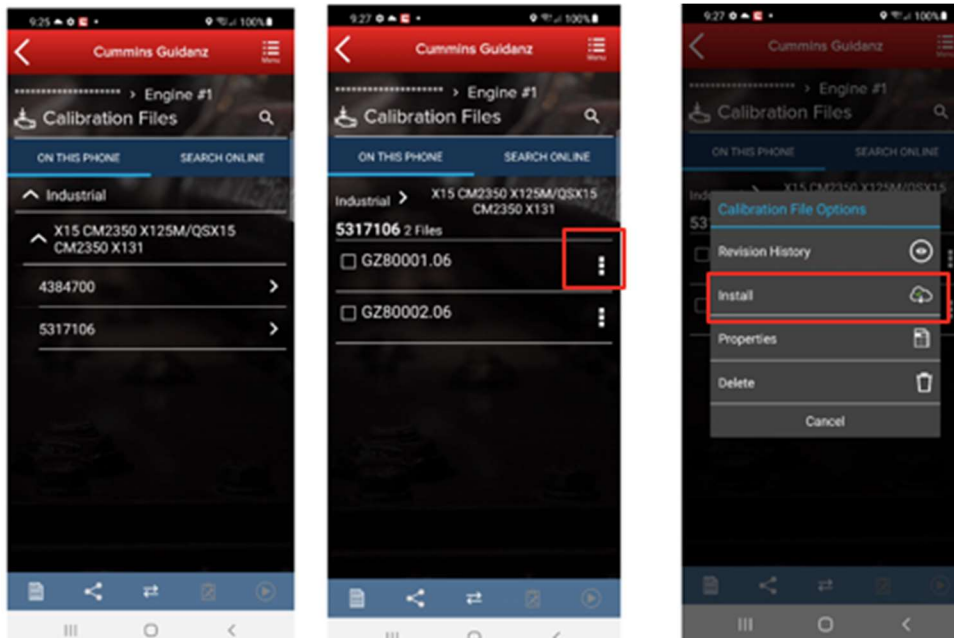 9:25
100%
Cummins Guidanz
Menu
******************** > Engine #1
Calibration Files
ON THIS PHONE
SEARCH ONLINE
Industrial
X15 CM2350 X125M/QSX15
CM2350 X131
4384700
5317106
9:27
100%
Cummins Guidanz
Menu
******************** > Engine #1
Calibration Files
ON THIS PHONE
SEARCH ONLINE
Industrial > X15 CM2350 X125M/QSX15
CM2350 X131
5317106 2 Files
GZ80001.06
GZ80002.06
9:27
100%
Cummins Guidanz
Menu
******************** > Engine #1
Calibration Files
ON THIS PHONE
SEARCH ONLINE
X15 CM2350 X125M/QSX15
53
Calibration File Options
Revision History
Install
Properties
Delete
Cancel